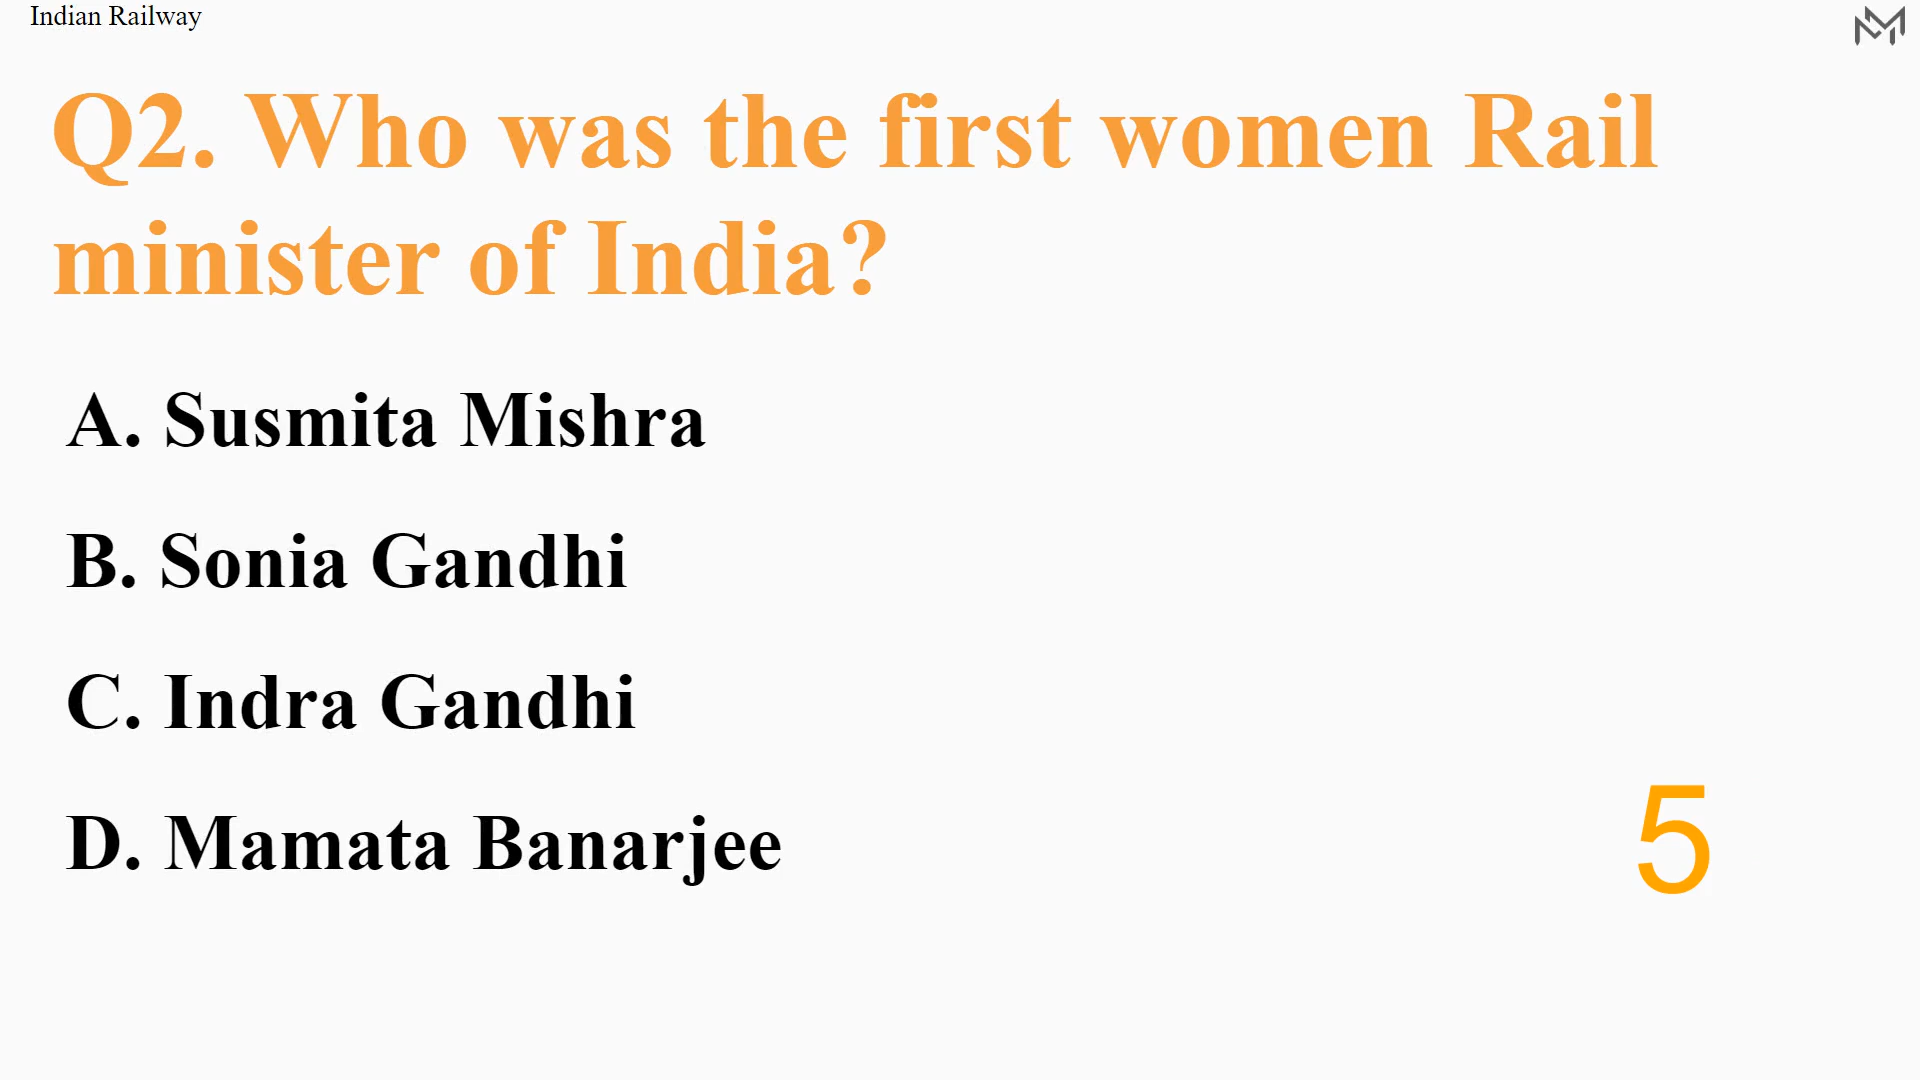 Indian Railway
Q2. Who was the first women Rail
minister of India?
A. Susmita Mishra
B. Sonia Gandhi
C. Indra Gandhi
D. Mamata Banarjee
5